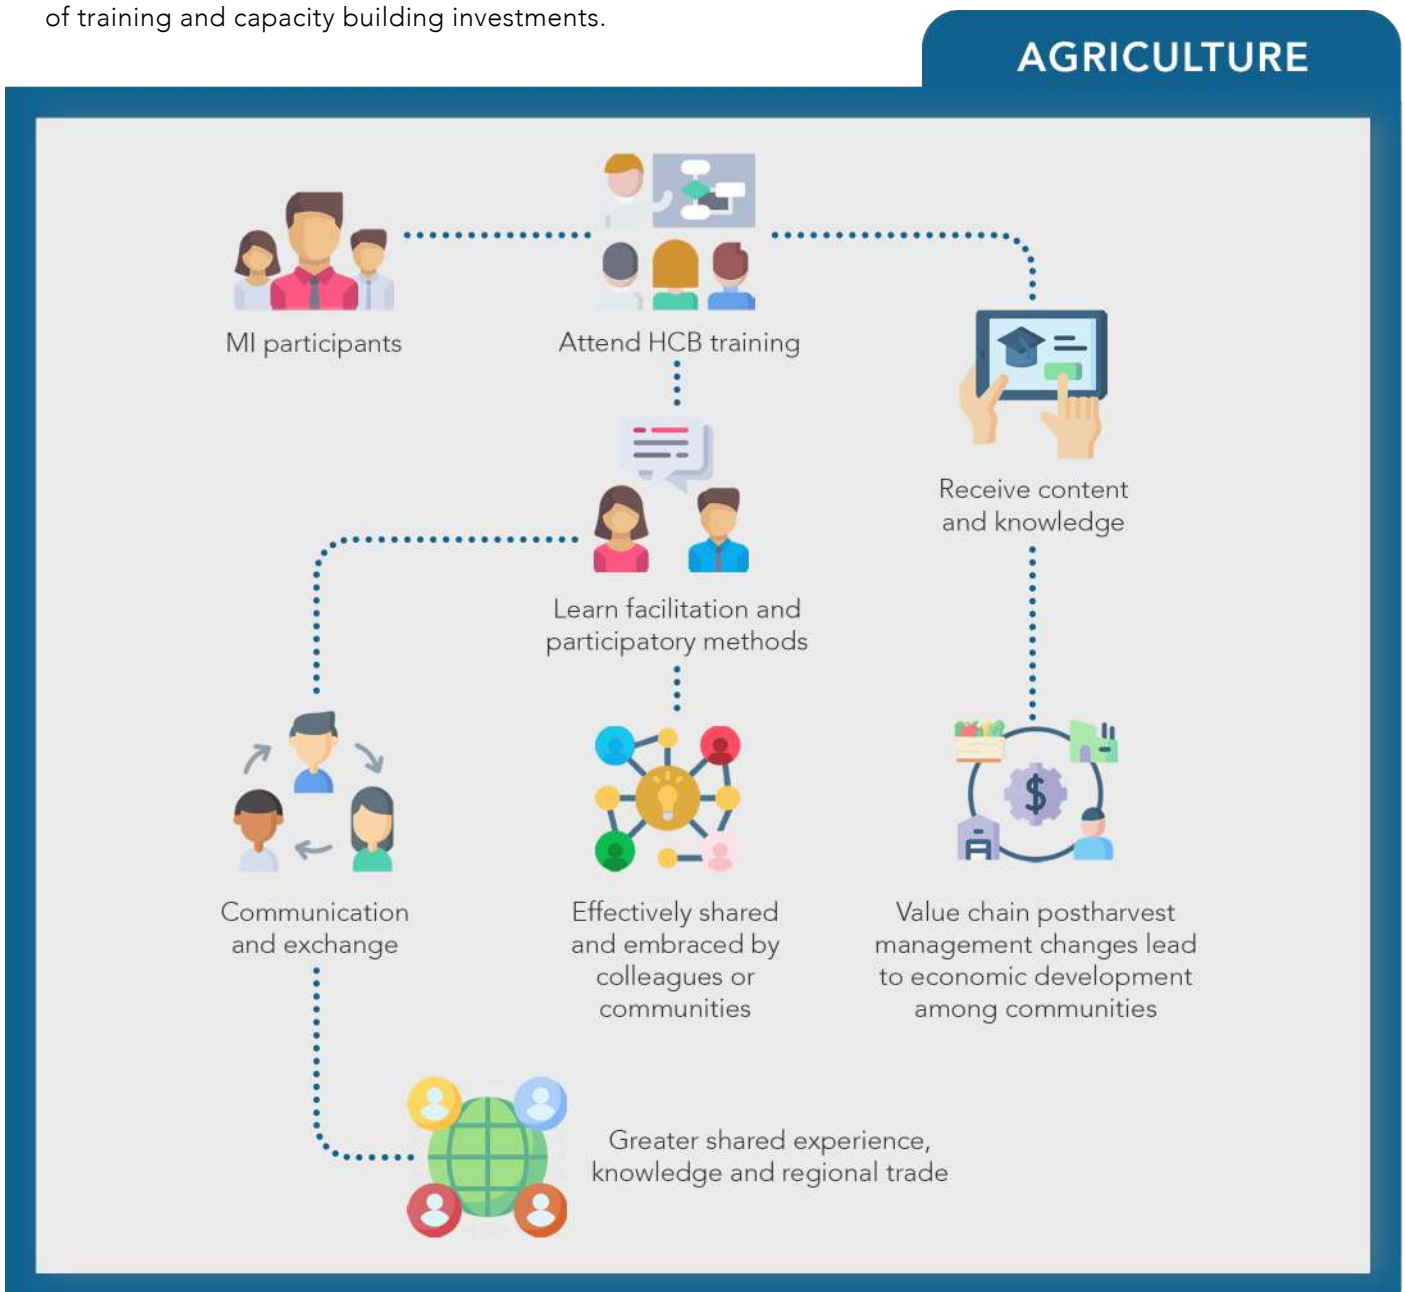 of training and capacity building investments.
AGRICULTURE
MI participants
Attend HCB training
Receive content
and knowledge
Learn facilitation and
participatory methods
Communication
and exchange
Effectively shared
and embraced by
colleagues or
communities
Value chain postharvest
management changes lead
to economic development
among communities
Greater shared experience,
knowledge and regional trade